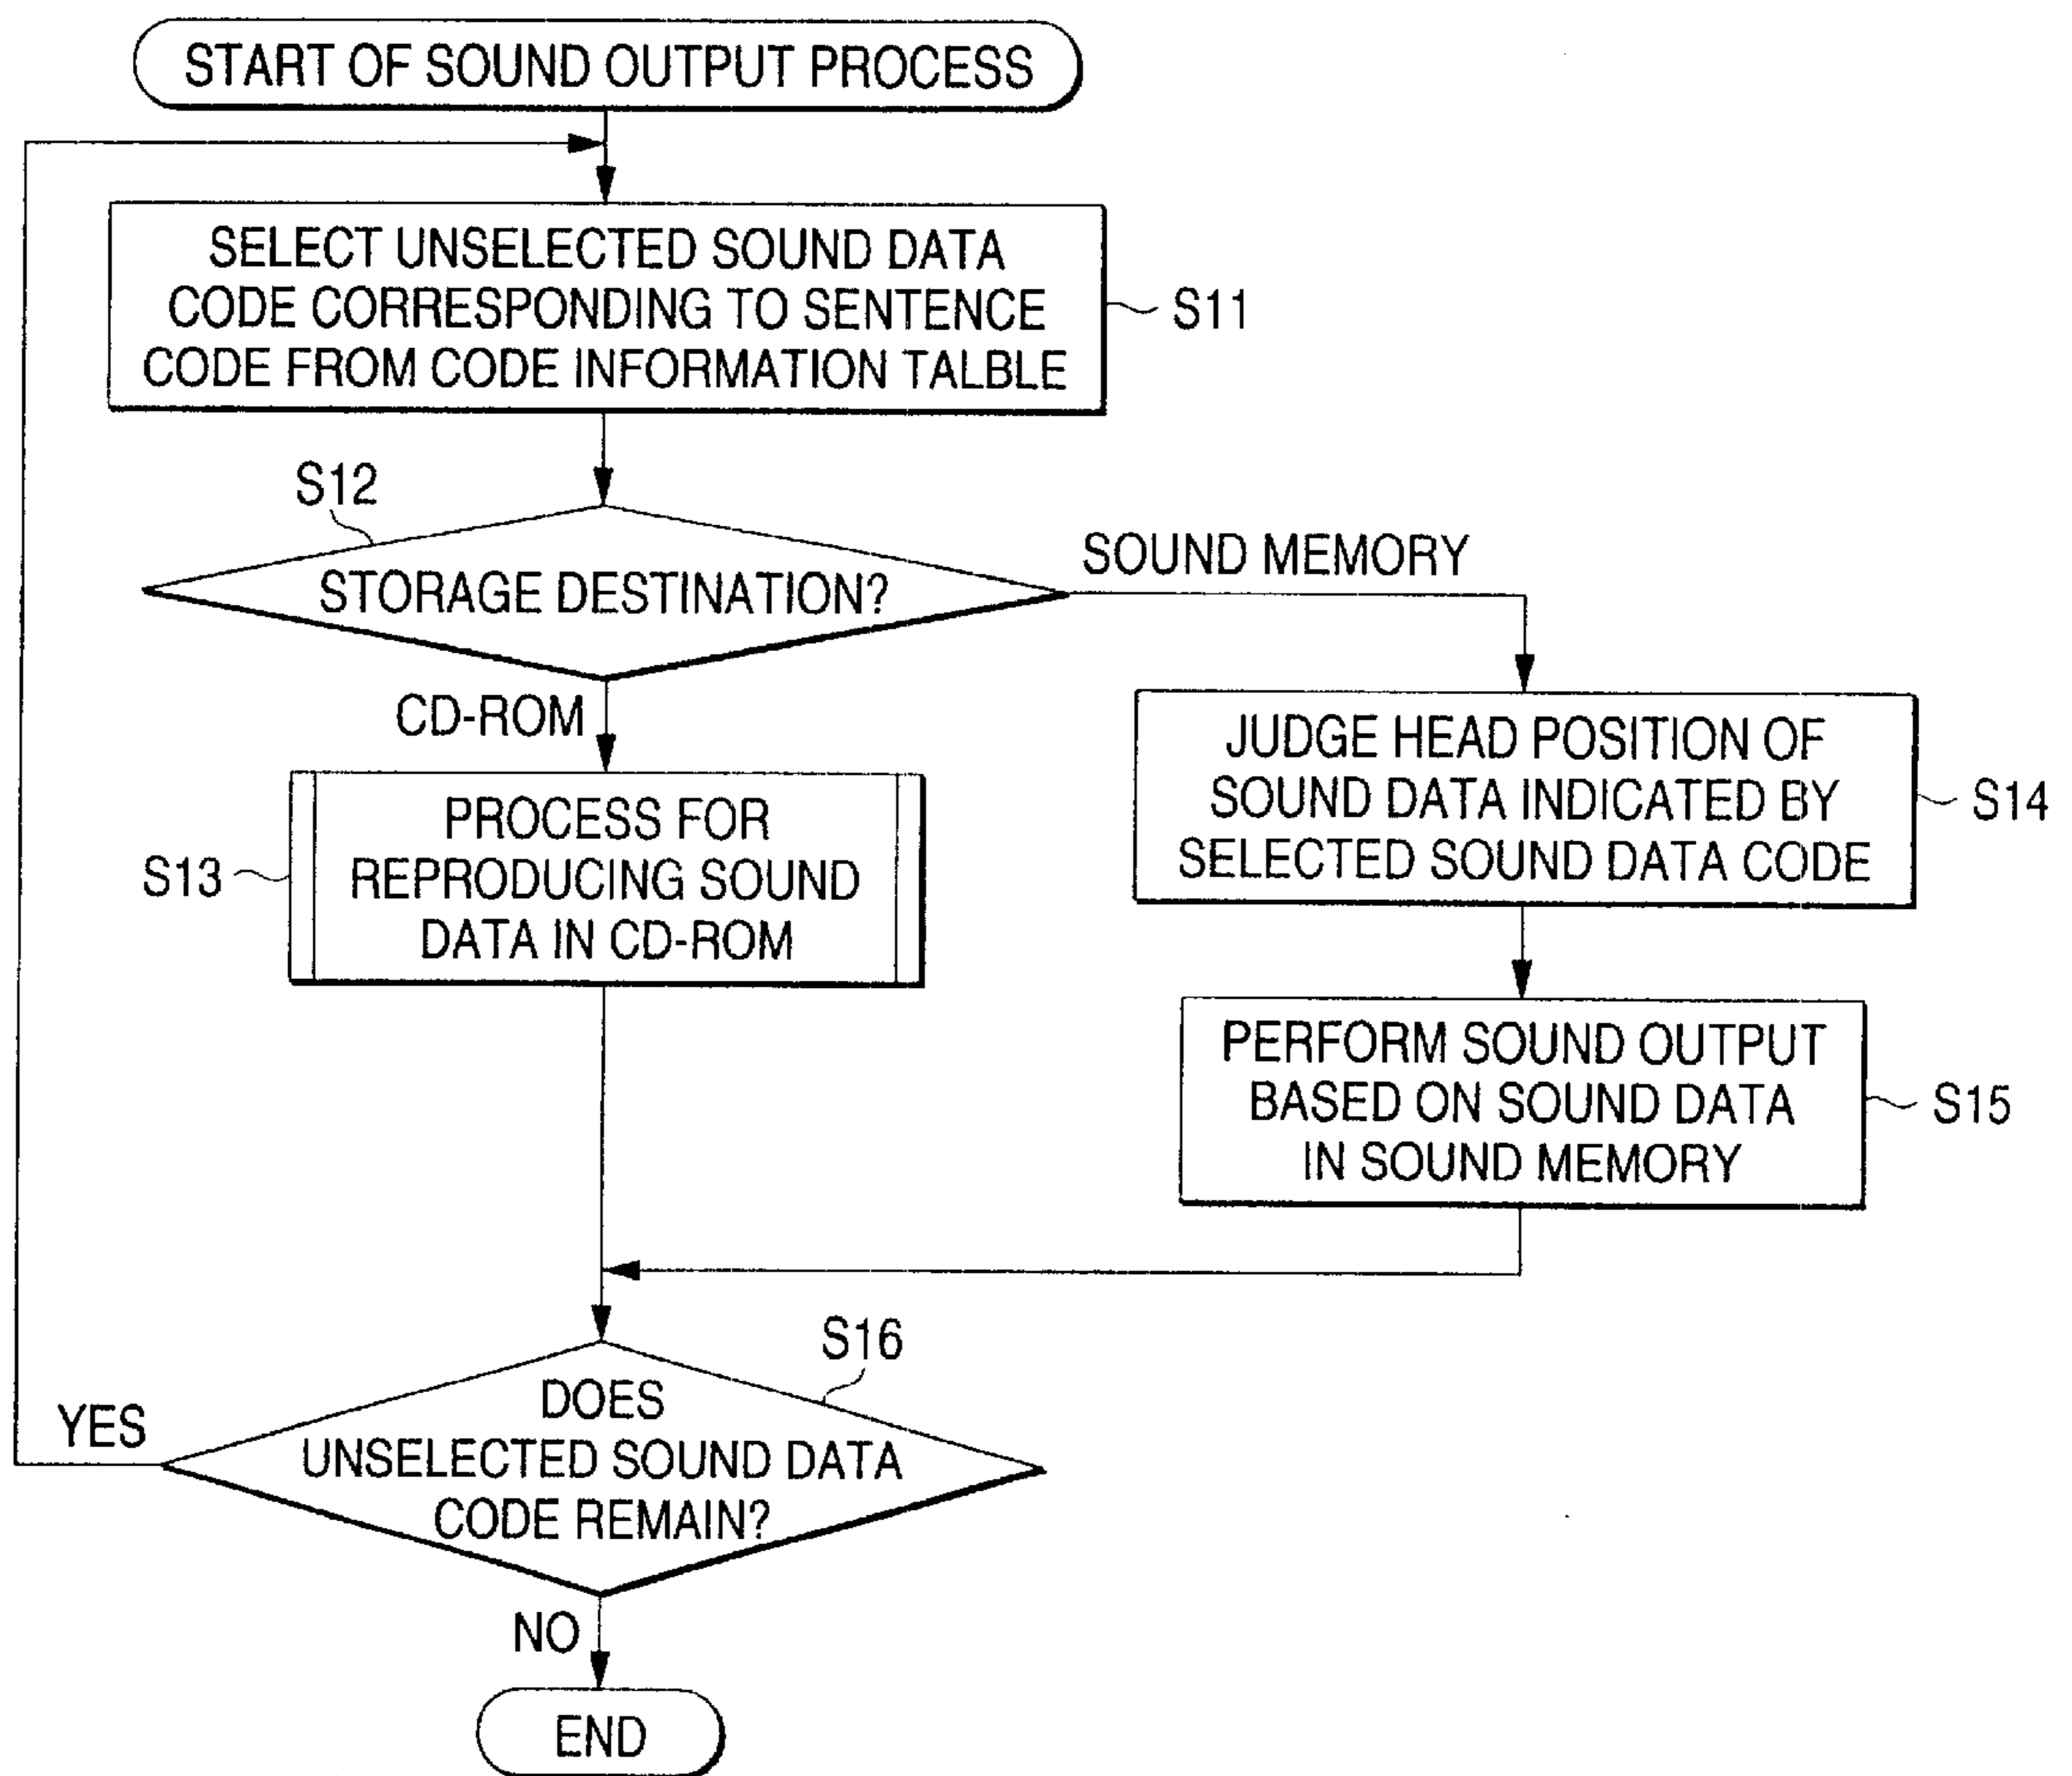 START OF SOUND OUTPUT PROCESS
SELECT UNSELECTED SOUND DATA
CODE CORRESPONDING TO SENTENCE
CODE FROM CODE INFORMATION TALBLE
S11
S12
STORAGE DESTINATION?
SOUND MEMORY
CD-ROM
PROCESS FOR
REPRODUCING SOUND
DATA IN CD-ROM
S13
JUDGE HEAD POSITION OF
SOUND DATA INDICATED BY
SELECTED SOUND DATA CODE
S14
PERFORM SOUND OUTPUT
BASED ON SOUND DATA
IN SOUND MEMORY
S15
S16
DOES
UNSELECTED SOUND DATA
CODE REMAIN?
YES
NO
END